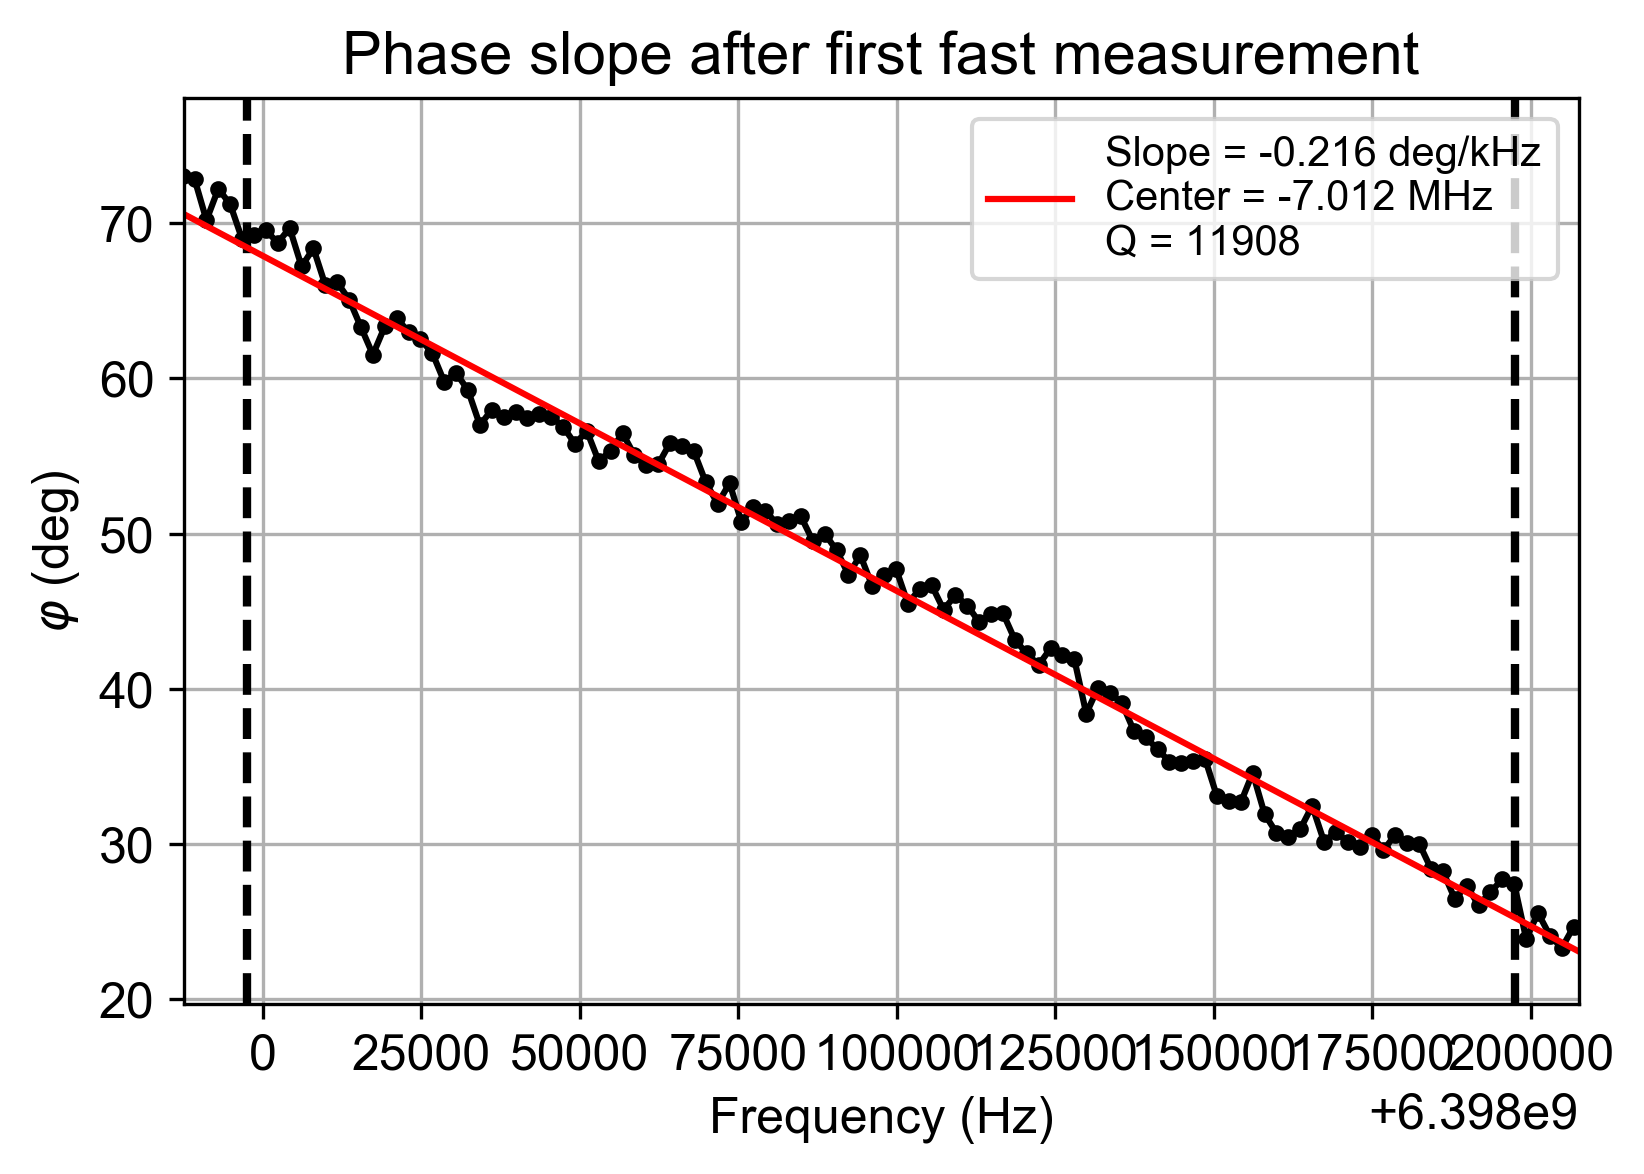 Phase slope after first fast measurement
Slope = -0.216 deg/kHz
Center = -7.012 MHz
Q = 11908
70
60
50
40
30
20
φ (deg)
0 25000 50000 75000 100000 125000 150000 175000 200000
Frequency (Hz)
+6.398e9